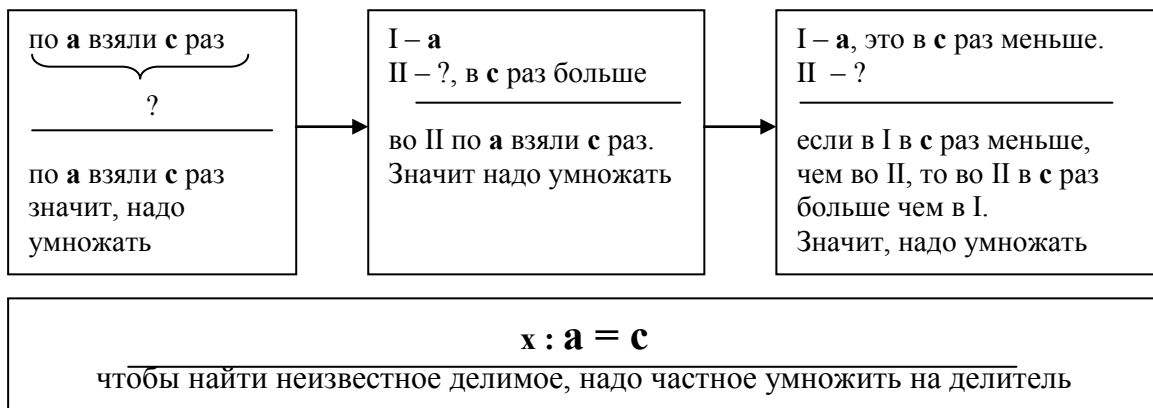 по а взяли с раз
?
по а взяли с раз
значит, надо
умножать
I – а
II – ?, в с раз больше
во II по а взяли с раз.
Значит надо умножать
I – а, это в с раз меньше.
II – ?
если в I в с раз меньше,
чем во II, то во II в с раз
больше чем в I.
Значит, надо умножать
х : а = с
чтобы найти неизвестное делимое, надо частное умножить на делитель